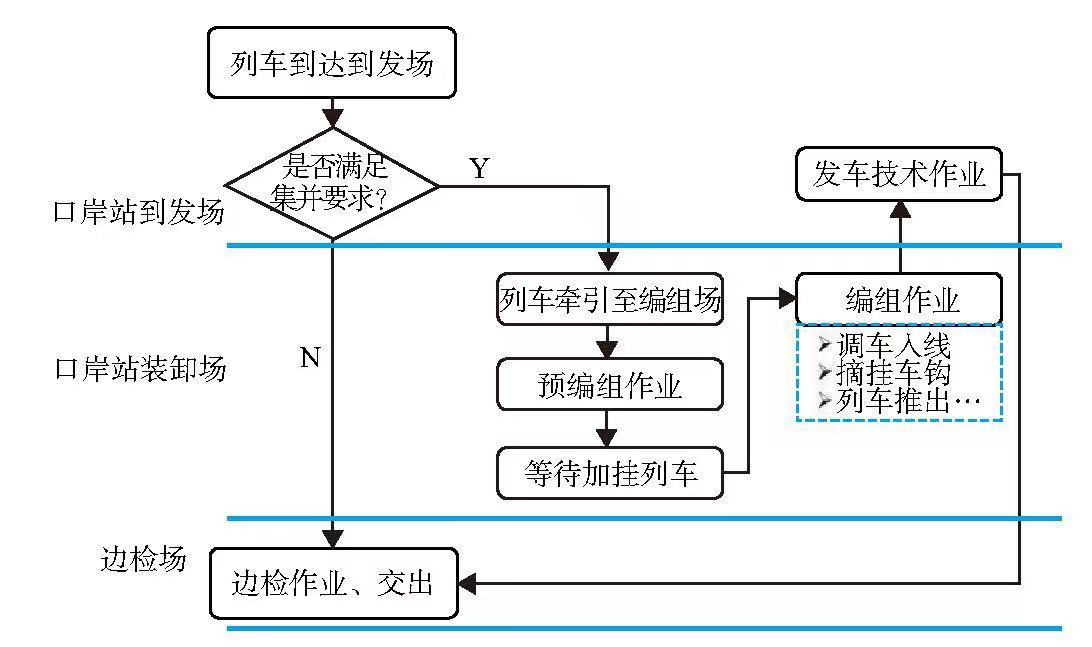 列车到达到发场
是否满足
集并要求?
Y
发车技术作业
口岸站到发场
列车牵引至编组场
编组作业
N
口岸站装卸场
调车入线
摘挂车钩
列车推出…
预编组作业
等待加挂列车
边检场
边检作业、交出